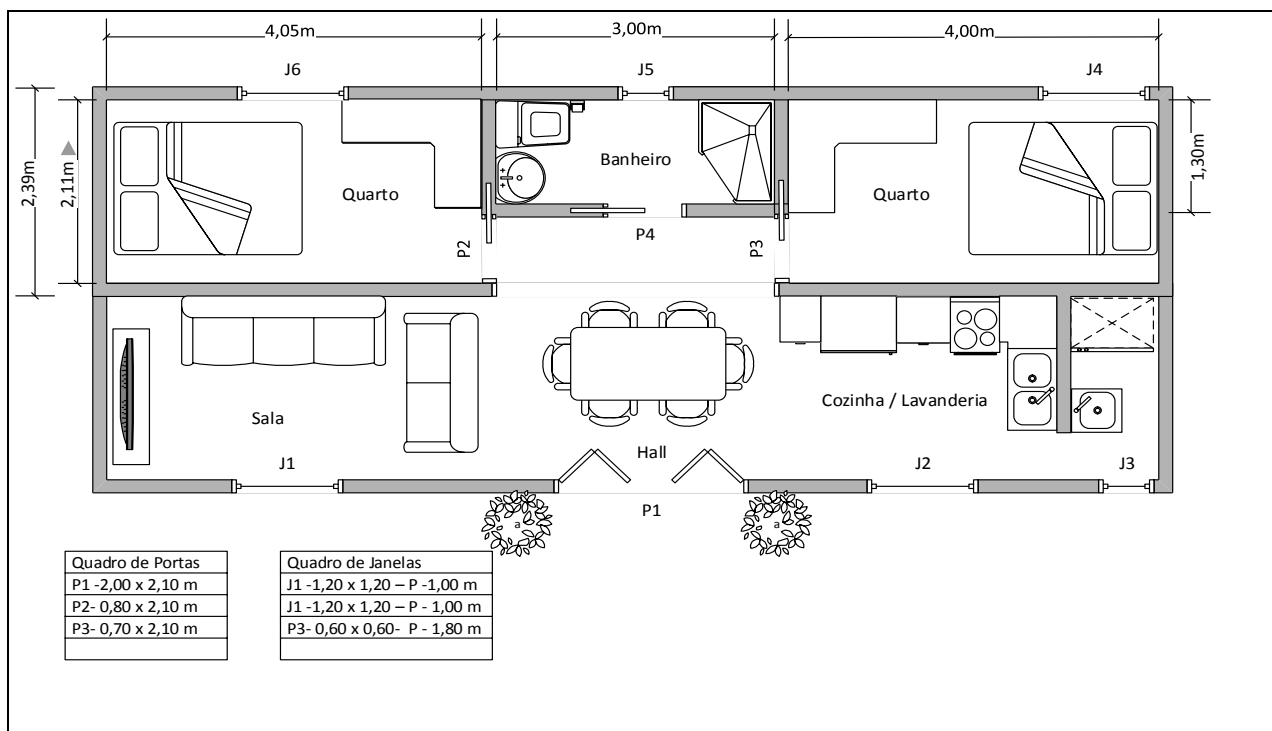 4,05m
3,00m
4,00m
J6
J5
J4
2,39m
2,11m
1,30m
Banheiro
Quarto
Quarto
P2
P4
P3
Sala
Cozinha / Lavanderia
Hall
J1
J2
J3
P1
a
a
Quadro de Portas
P1 -2,00 x 2,10 m
P2- 0,80 x 2,10 m
P3- 0,70 x 2,10 m
Quadro de Janelas
J1 -1,20 x 1,20 – P -1,00 m
J1 -1,20 x 1,20 – P - 1,00 m
P3- 0,60 x 0,60- P - 1,80 m